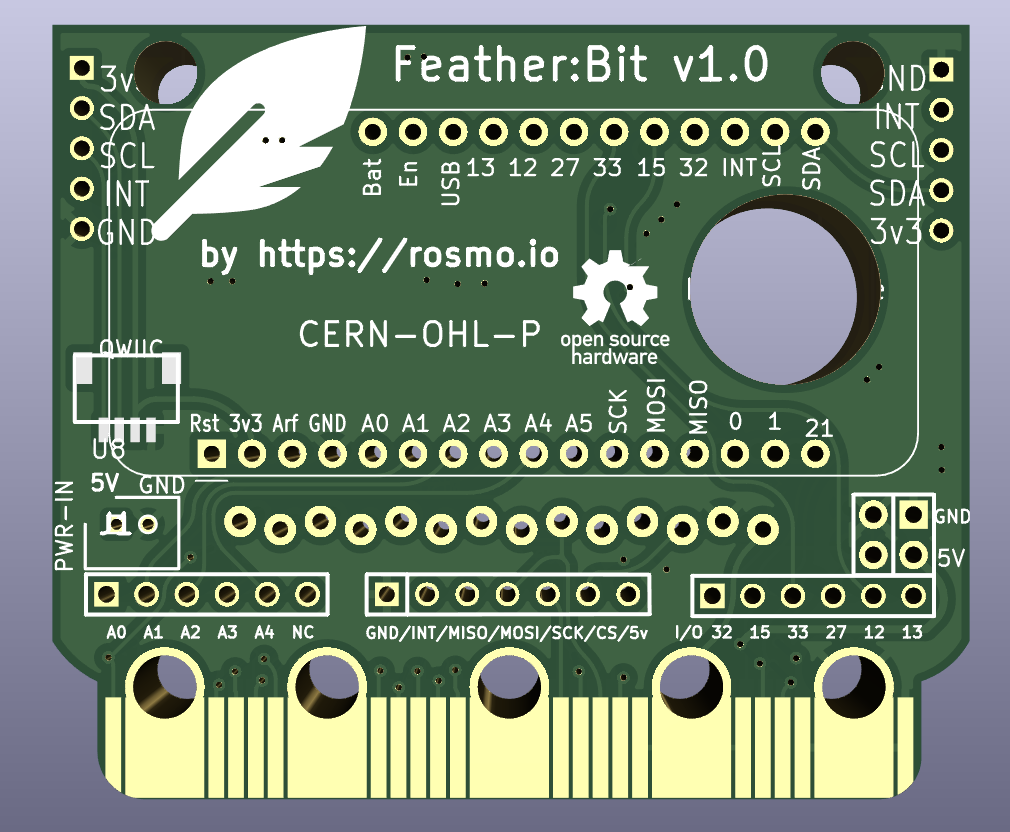 Feather:Bit v1.0
3v3
SDA
SCL
INT
GND
GND
INT
SCL
SDA
3v3
Bat En USB 13 12 27 33 15 32 INT SCL SDA
by https://rosmo.io
open source
hardware
CERN-OHL-P
QWIIC
U8
Rst 3v3 Arf GND A0 A1 A2 A3 A4 A5 SCK MOSI MISO 0 1 21
5V GND
PWR-IN
GND
5V
A0 A1 A2 A3 A4 NC
GND/INT/MISO/MOSI/SCK/CS/5v
I/O 32 15 33 27 12 13